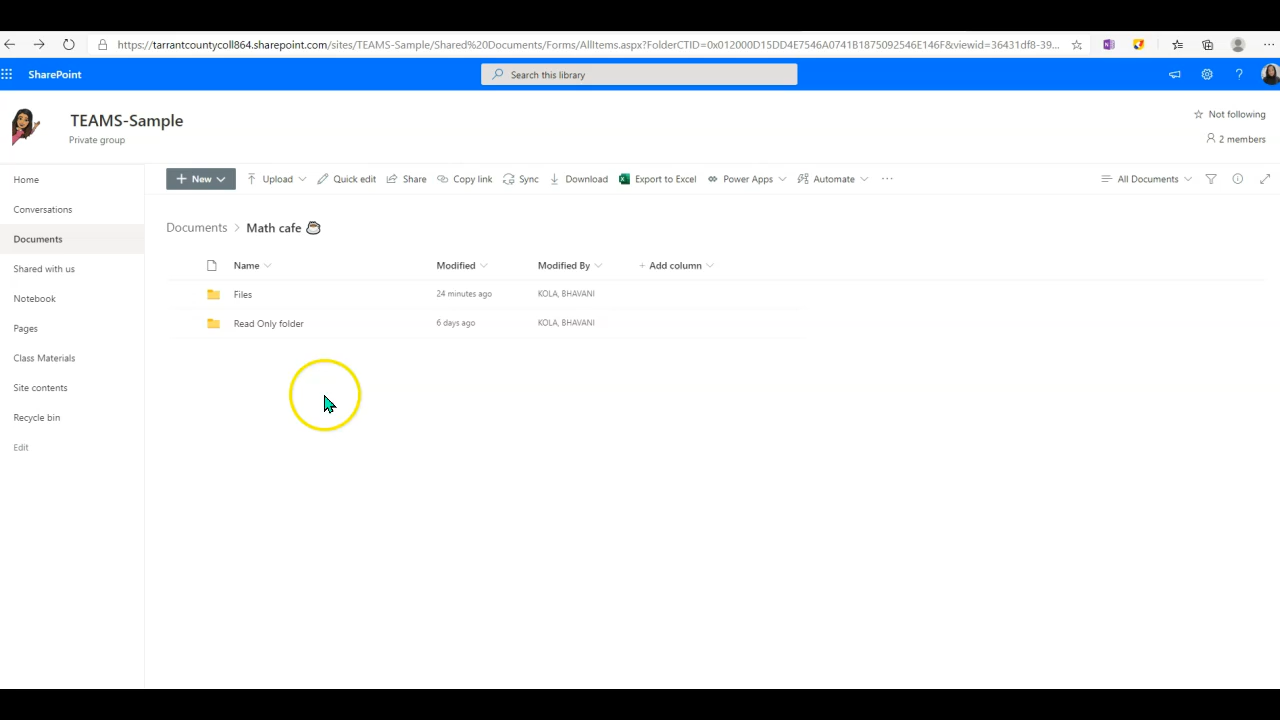 https://tarrantcountycoll864.sharepoint.com/sites/TEAMS-Sample/Shared%20Documents/Forms/AllItems.aspx?FolderCTID=0x012000D15DD4E7546A0741B1875092546E146F&viewid=36431df8-39...
SharePoint
Search this library
?
TEAMS-Sample
Private group
Not following
2 members
Home
Conversations
Documents
Shared with us
Notebook
Pages
Class Materials
Site contents
Recycle bin
Edit
+ New
Upload
Quick edit
Share
Copy link
Sync
Download
Export to Excel
Power Apps
Automate
...
All Documents
Documents > Math cafe
Name Modified Modified By + Add column
Files 24 minutes ago KOLA, BHAVANI
Read Only folder 6 days ago KOLA, BHAVANI